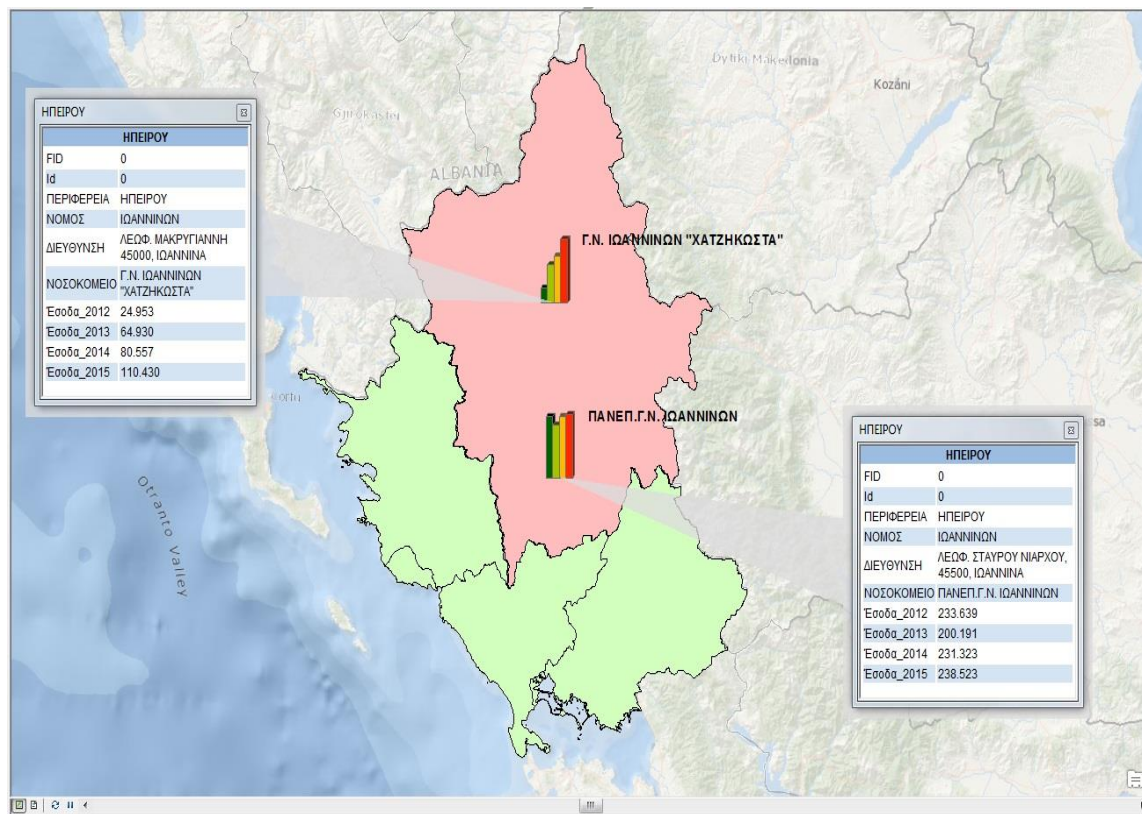 Dytiki Makedonia
Kozáni
Gjirokaster
ALBANIA
ΗΠΕΙΡΟΥ
ΗΠΕΙΡΟΥ
FID 0
Id 0
ΠΕΡΙΦΕΡΕΙΑ ΗΠΕΙΡΟΥ
ΝΟΜΟΣ ΙΩΑΝΝΙΝΩΝ
ΔΙΕΥΘΥΝΣΗ ΛΕΩΦ. ΜΑΚΡΥΓΙΑΝΝΗ
45000, ΙΩΑΝΝΙΝΑ
ΝΟΣΟΚΟΜΕΙΟ Γ.Ν. ΙΩΑΝΝΙΝΩΝ
"ΧΑΤΖΗΚΩΣΤΑ"
Έσοδα_2012 24.953
Έσοδα_2013 64.930
Έσοδα_2014 80.557
Έσοδα_2015 110.430
Γ.Ν. ΙΩΑΝΝΙΝΩΝ "ΧΑΤΖΗΚΩΣΤΑ"
ΠΑΝΕΠ.Γ.Ν. ΙΩΑΝΝΙΝΩΝ
Otranto Valley
ΗΠΕΙΡΟΥ
ΗΠΕΙΡΟΥ
FID 0
Id 0
ΠΕΡΙΦΕΡΕΙΑ ΗΠΕΙΡΟΥ
ΝΟΜΟΣ ΙΩΑΝΝΙΝΩΝ
ΔΙΕΥΘΥΝΣΗ ΛΕΩΦ. ΣΤΑΥΡΟΥ ΝΙΑΡΧΟΥ,
45500, ΙΩΑΝΝΙΝΑ
ΝΟΣΟΚΟΜΕΙΟ ΠΑΝΕΠ.Γ.Ν. ΙΩΑΝΝΙΝΩΝ
Έσοδα_2012 233.639
Έσοδα_2013 200.191
Έσοδα_2014 231.323
Έσοδα_2015 238.523